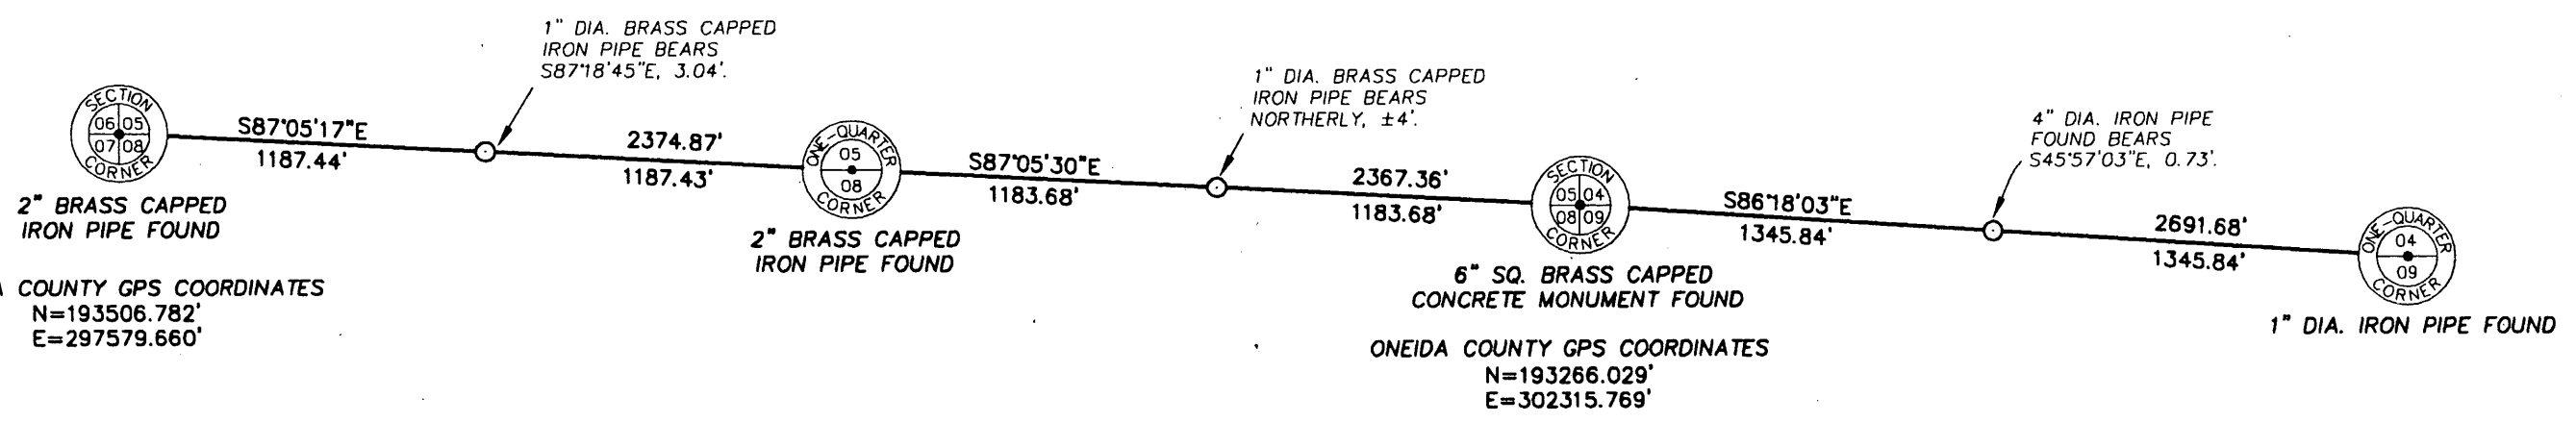 1" DIA. BRASS CAPPED
IRON PIPE BEARS
S87°18'45"E, 3.04'.
1" DIA. BRASS CAPPED
IRON PIPE BEARS
NORTHERLY, ±4'.
4" DIA. IRON PIPE
FOUND BEARS
S45°57'03"E, 0.73'.
SECTION
06 05
07 08
CORNER
S87°05'17"E
1187.44'
2374.87'
1187.43'
ONE-QUARTER
05
08
CORNER
S87°05'30"E
1183.68'
2367.36'
1183.68'
SECTION
05 04
08 09
CORNER
S86°18'03"E
1345.84'
2691.68'
1345.84'
ONE-QUARTER
04
09
CORNER
2" BRASS CAPPED
IRON PIPE FOUND
A COUNTY GPS COORDINATES
N=193506.782'
E=297579.660'
2" BRASS CAPPED
IRON PIPE FOUND
6" SQ. BRASS CAPPED
CONCRETE MONUMENT FOUND
ONEIDA COUNTY GPS COORDINATES
N=193266.029'
E=302315.769'
1" DIA. IRON PIPE FOUND